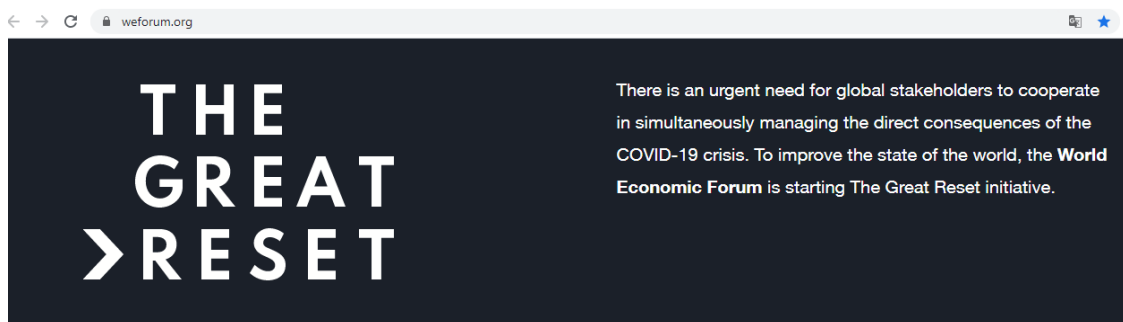 weforum.org
THE
GREAT
RESET
There is an urgent need for global stakeholders to cooperate
in simultaneously managing the direct consequences of the
COVID-19 crisis. To improve the state of the world, the World
Economic Forum is starting The Great Reset initiative.